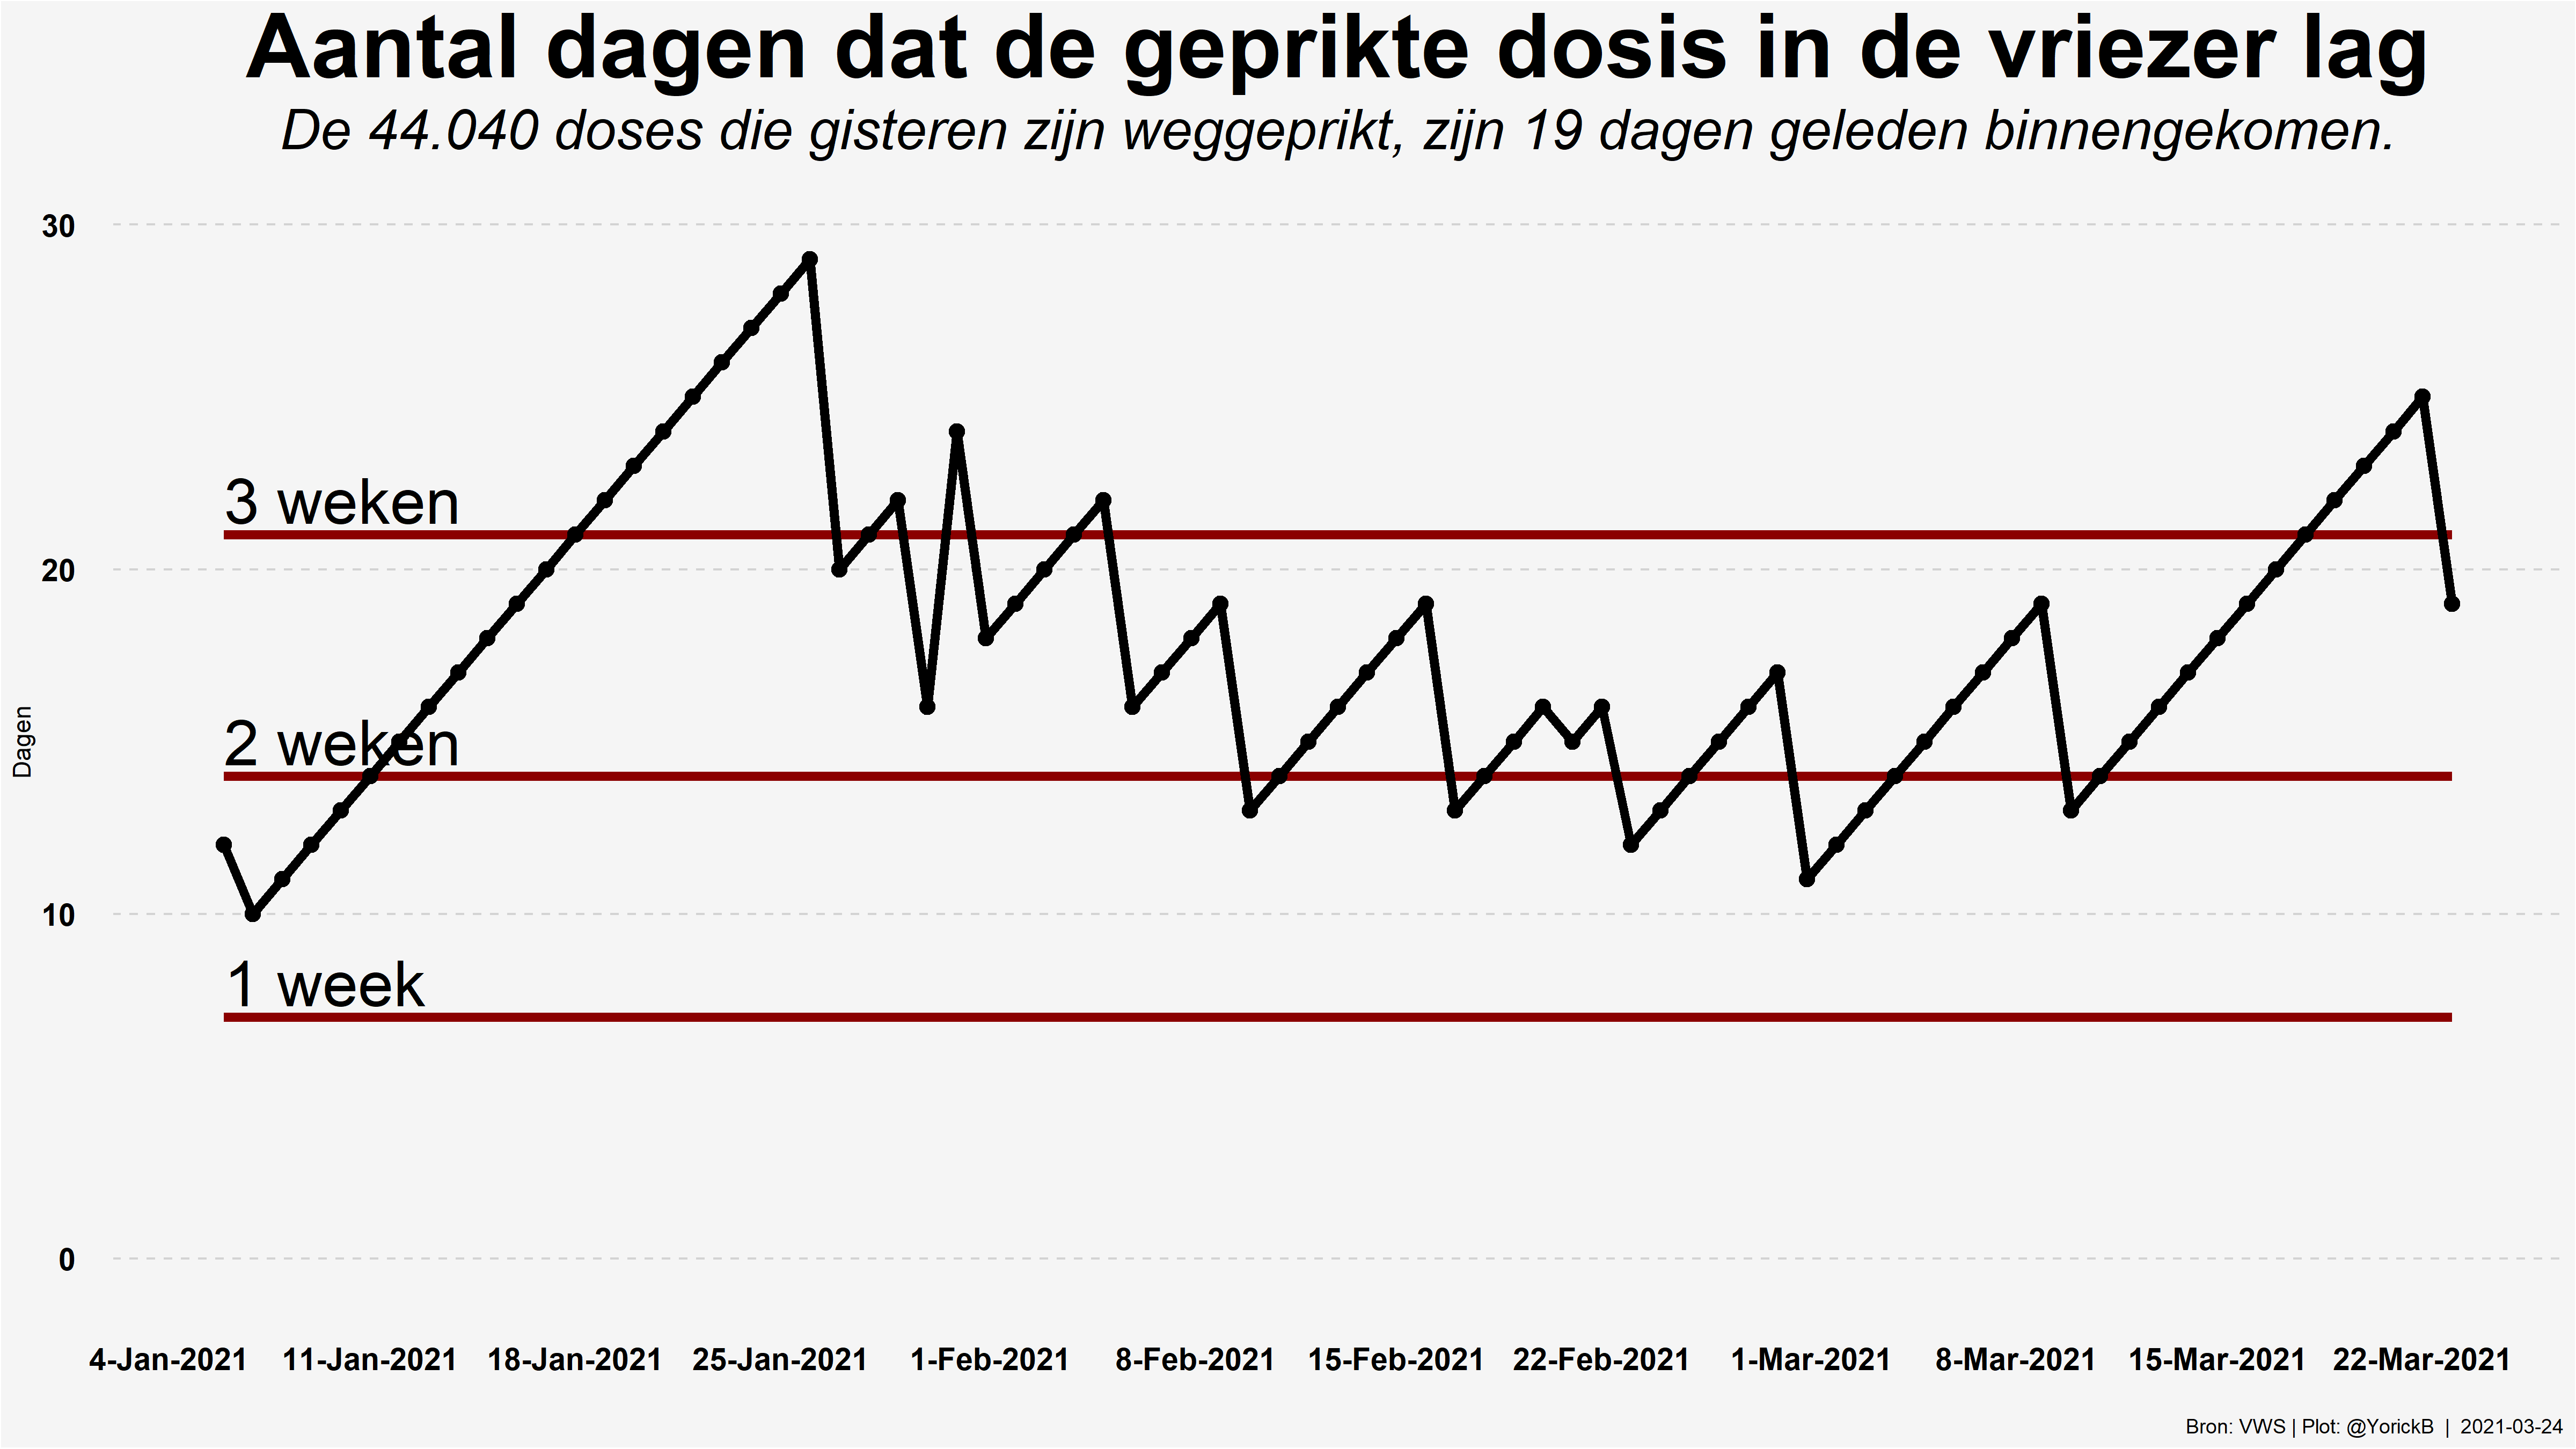 Aantal dagen dat de geprikte dosis in de vriezer lag
De 44.040 doses die gisteren zijn weggeprikt, zijn 19 dagen geleden binnengekomen.
30
3 weken
20
2 weken
Dagen
10
1 week
0
4-Jan-2021 11-Jan-2021 18-Jan-2021 25-Jan-2021 1-Feb-2021 8-Feb-2021 15-Feb-2021 22-Feb-2021 1-Mar-2021 8-Mar-2021 15-Mar-2021 22-Mar-2021
Bron: VWS | Plot: @YorickB | 2021-03-24